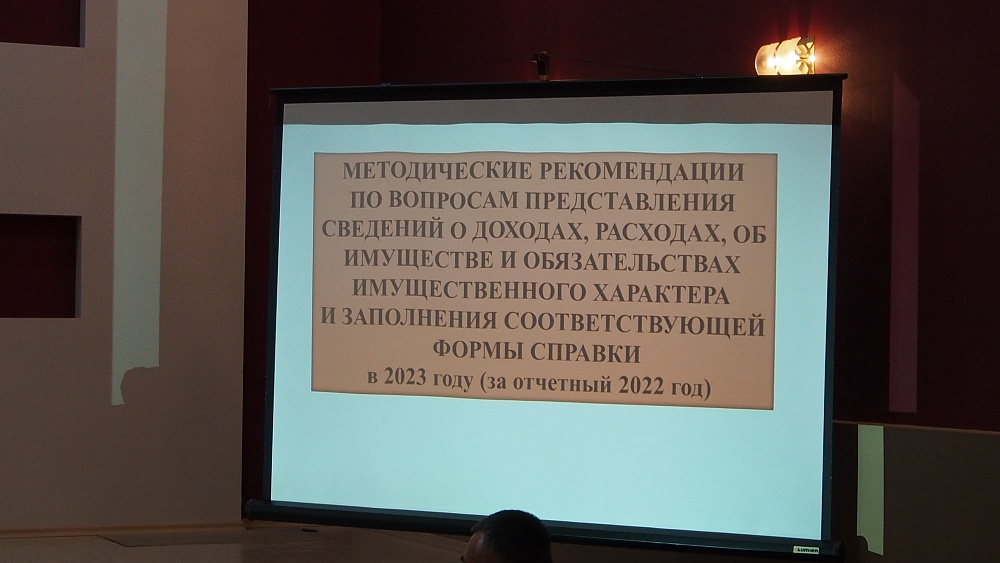 МЕТОДИЧЕСКИЕ РЕКОМЕНДАЦИИ
ПО ВОПРОСАМ ПРЕДСТАВЛЕНИЯ
СВЕДЕНИЙ О ДОХОДАХ, РАСХОДАХ, ОБ
ИМУЩЕСТВЕ И ОБЯЗАТЕЛЬСТВАХ
ИМУЩЕСТВЕННОГО ХАРАКТЕРА
И ЗАПОЛНЕНИЯ СООТВЕТСТВУЮЩЕЙ
ФОРМЫ СПРАВКИ
в 2023 году (за отчетный 2022 год)
LUMIEN